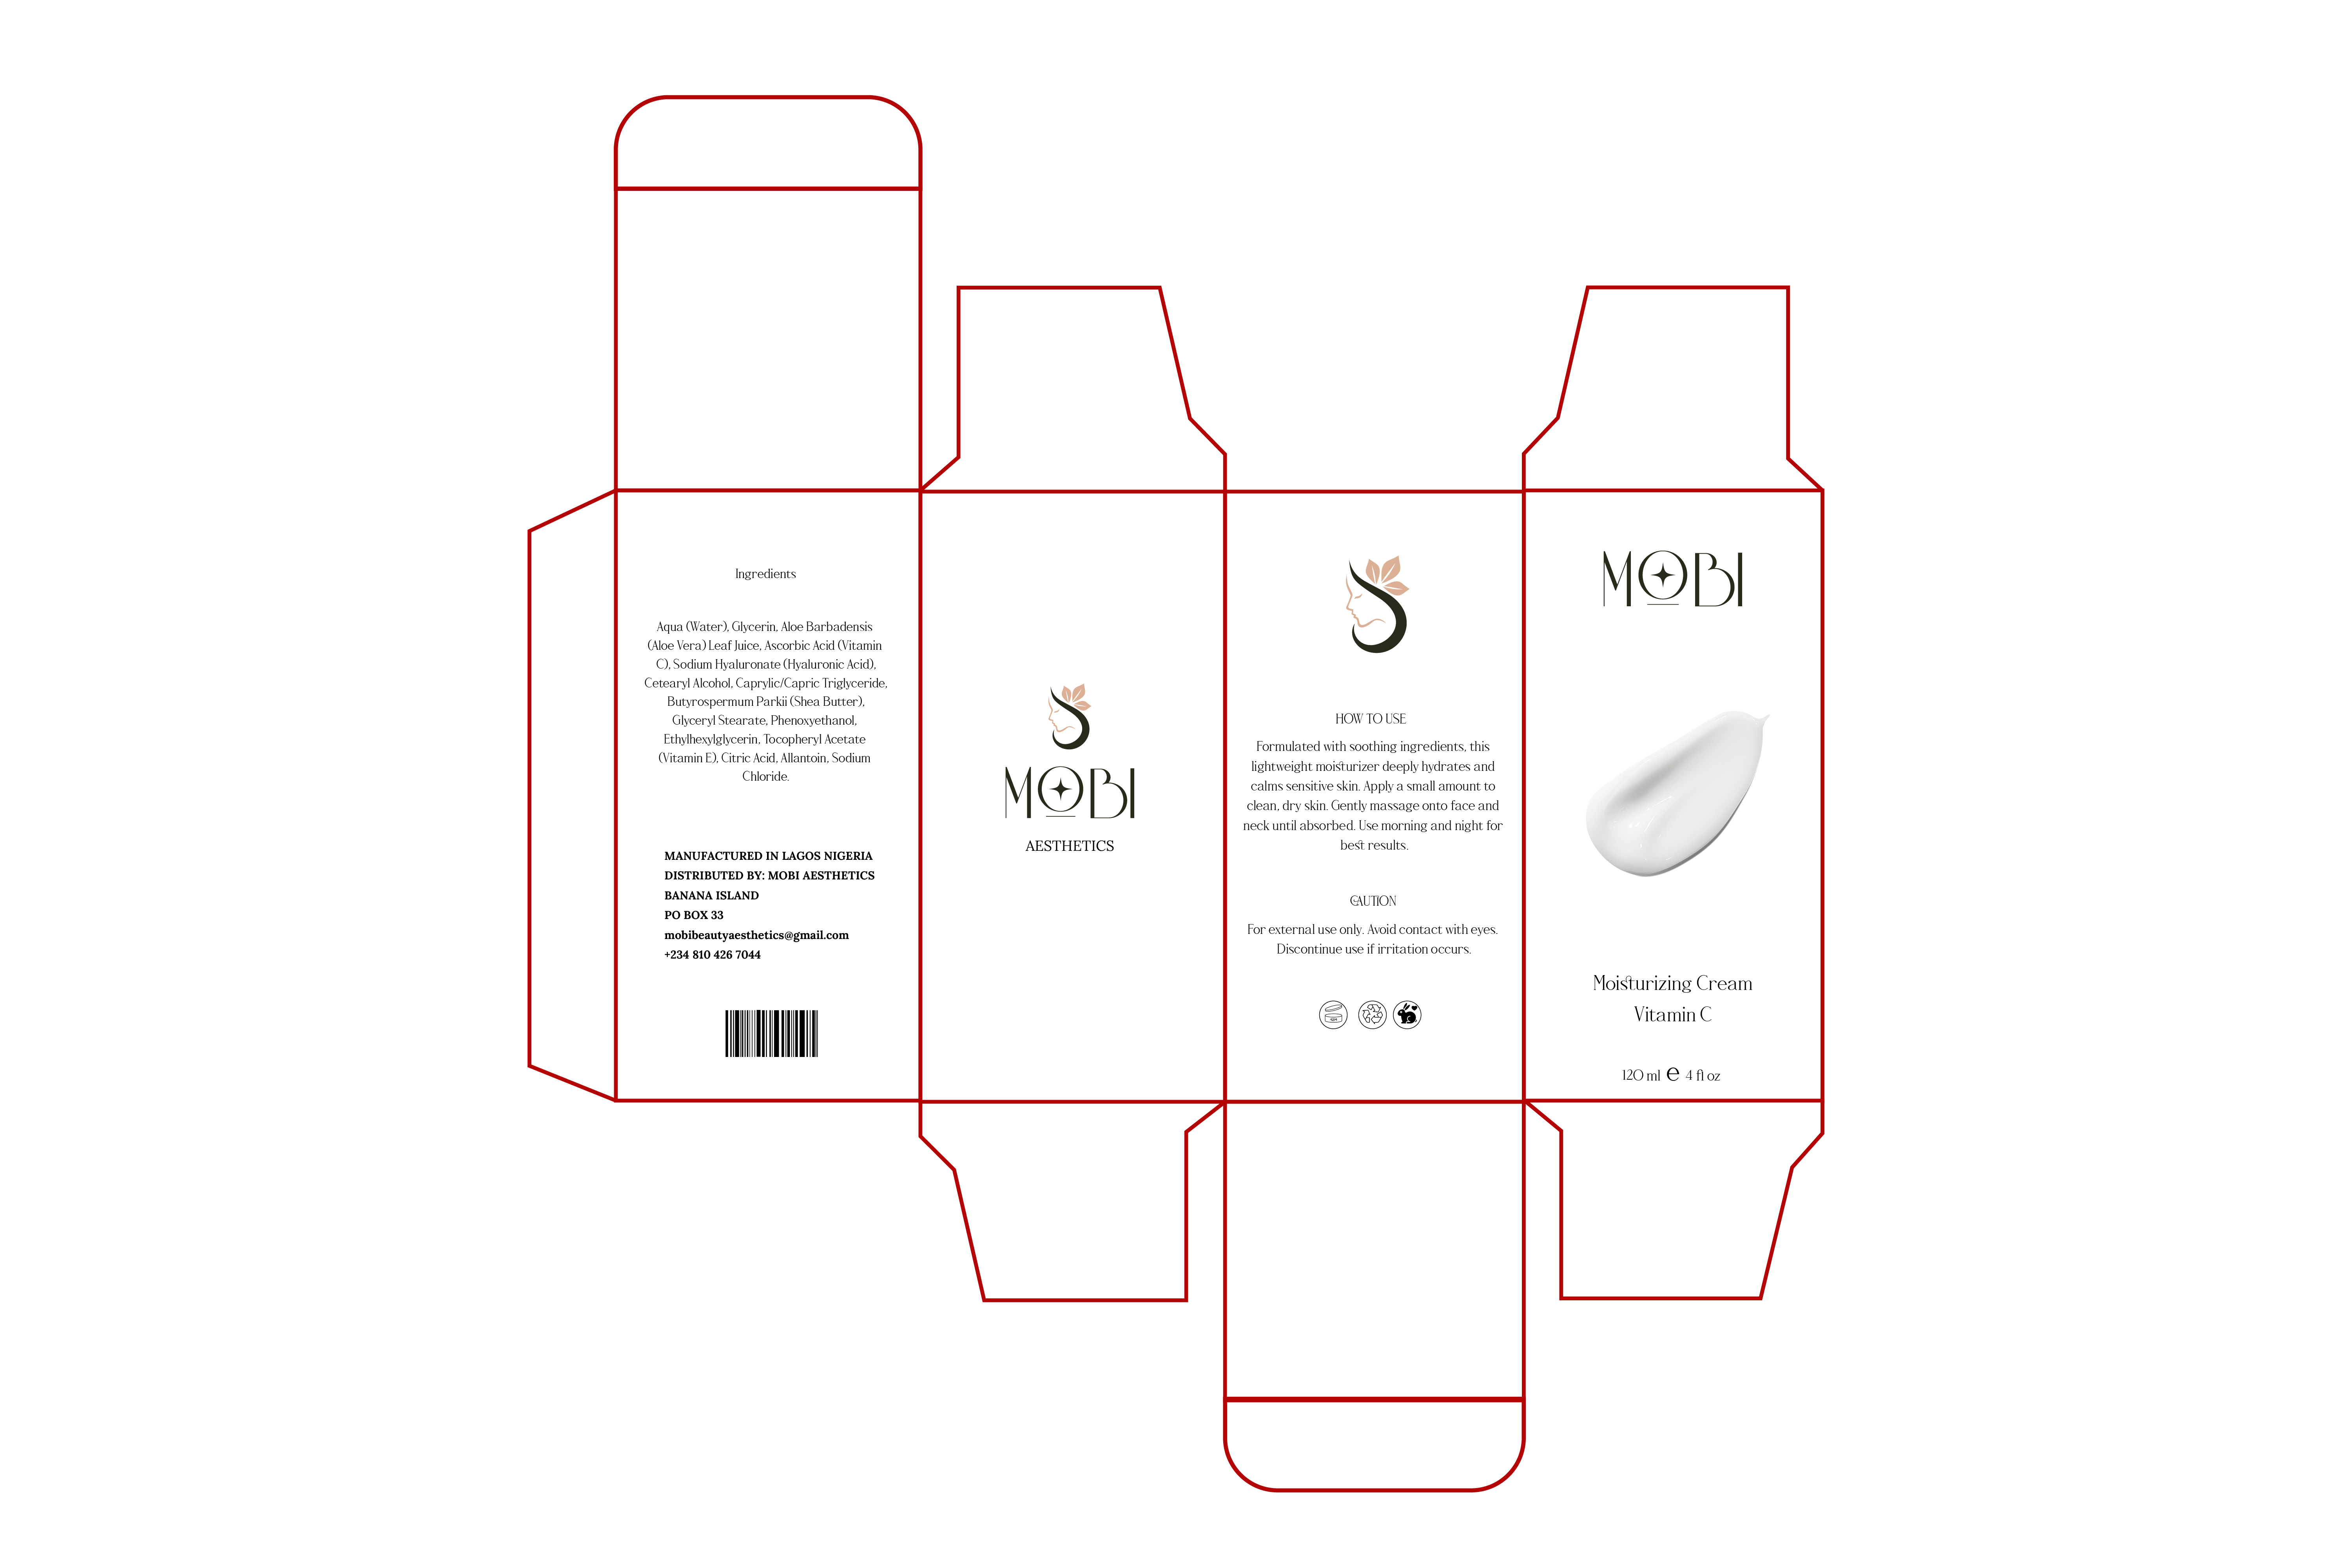 Ingredients
Aqua (Water), Glycerin, Aloe Barbadensis
(Aloe Vera) Leaf Juice, Ascorbic Acid (Vitamin
C), Sodium Hyaluronate (Hyaluronic Acid),
Cetearyl Alcohol, Caprylic/Capric Triglyceride,
Butyrospermum Parkii (Shea Butter),
Glyceryl Stearate, Phenoxyethanol,
Ethylhexylglycerin, Tocopheryl Acetate
(Vitamin E), Citric Acid, Allantoin, Sodium
Chloride.
MANUFACTURED IN LAGOS NIGERIA
DISTRIBUTED BY: MOBI AESTHETICS
BANANA ISLAND
PO BOX 33
mobibeautyaesthetics@gmail.com
+234 810 426 7044
MOBI
AESTHETICS
HOW TO USE
Formulated with soothing ingredients, this
lightweight moisturizer deeply hydrates and
calms sensitive skin. Apply a small amount to
clean, dry skin. Gently massage onto face and
neck until absorbed. Use morning and night for
best results.
CAUTION
For external use only. Avoid contact with eyes.
Discontinue use if irritation occurs.
MOBI
Moisturizing Cream
Vitamin C
120 ml ℮ 4 fl oz